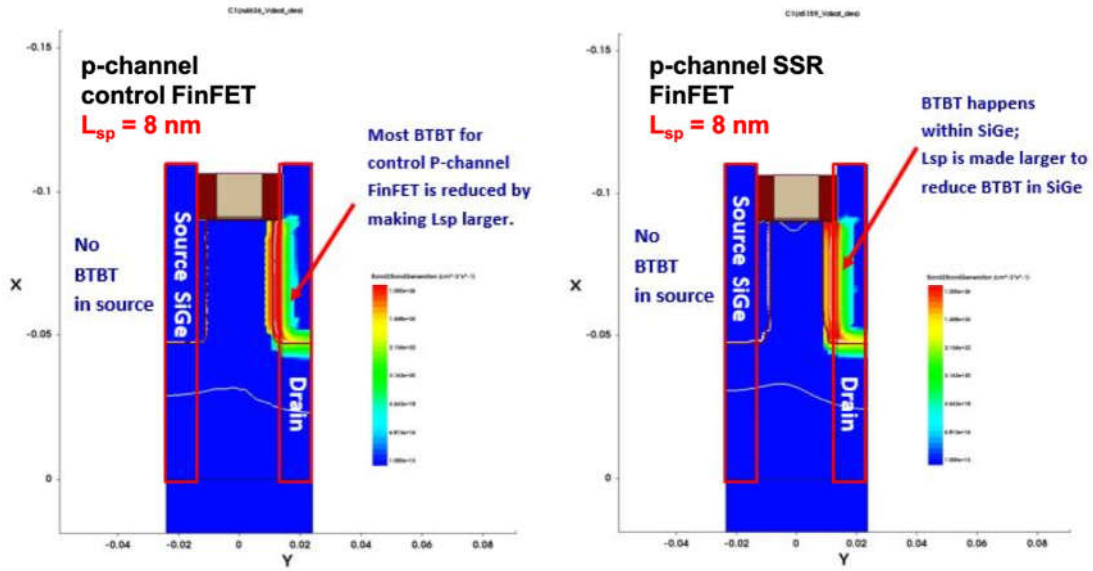 p-channel
control FinFET
L_sp = 8 nm
Most BTBT for
control P-channel
FinFET is reduced by
making Lsp larger.
No
BTBT
in source
Source SiGe
Drain
X
-0.15
-0.1
-0.05
0
-0.04
-0.02
0
0.02
0.04
0.06
0.08
Y
p-channel SSR
FinFET
L_sp = 8 nm
BTBT happens
within SiGe;
Lsp is made larger to
reduce BTBT in SiGe
No
BTBT
in source
Source SiGe
Drain
X
-0.15
-0.1
-0.05
0
-0.04
-0.02
0
0.02
0.04
0.06
0.08
Y